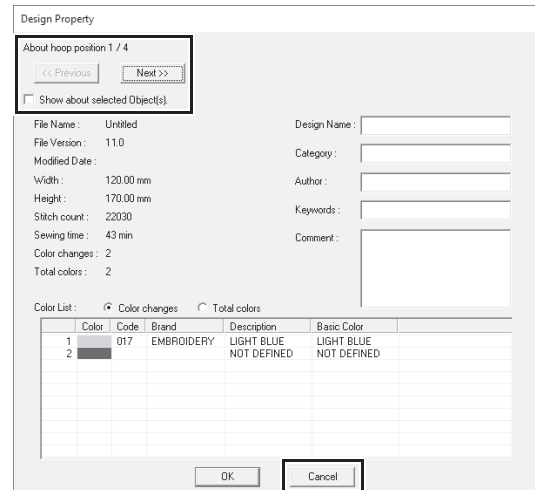 Design Property
About hoop position 1 / 4
<< Previous Next >>
Show about selected Object(s).
File Name : Untitled
File Version : 11.0
Modified Date :
Width : 120.00 mm
Height : 170.00 mm
Stitch count : 22030
Sewing time : 43 min
Color changes : 2
Total colors : 2
Design Name :
Category :
Author :
Keywords :
Comment :
Color List : Color changes Total colors
Color Code Brand Description Basic Color
1 017 EMBROIDERY LIGHT BLUE LIGHT BLUE
2 NOT DEFINED NOT DEFINED
OK Cancel